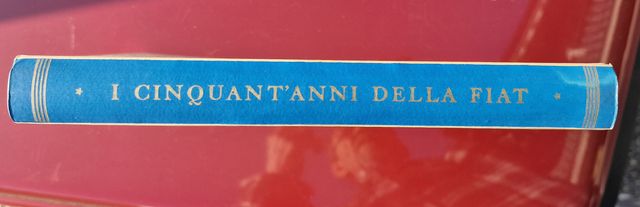 I CINQUANT'ANNI DELLA FIAT